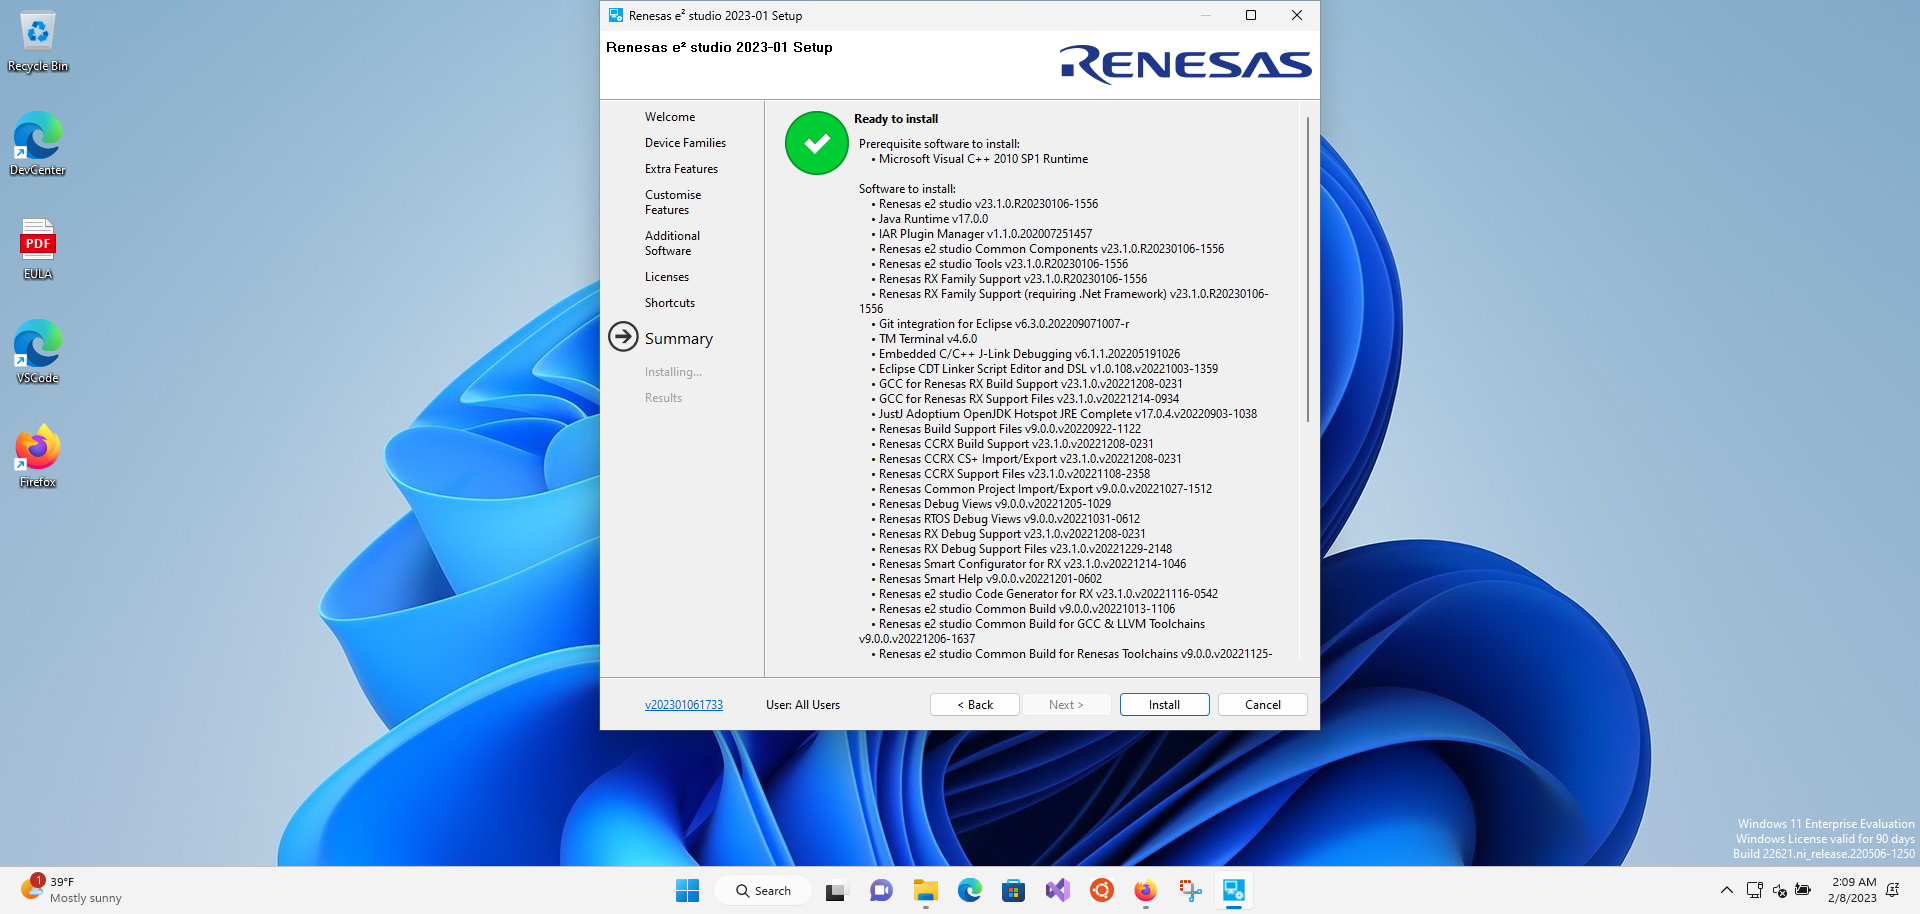 Recycle Bin
DevCenter
PDF
EULA
VSCode
Firefox
Renesas e² studio 2023-01 Setup
Renesas e² studio 2023-01 Setup
RENESAS
Welcome
Device Families
Extra Features
Customise
Features
Additional
Software
Licenses
Shortcuts
Summary
Installing...
Results
Ready to install
Prerequisite software to install:
• Microsoft Visual C++ 2010 SP1 Runtime
Software to install:
• Renesas e2 studio v23.1.0.R20230106-1556
• Java Runtime v17.0.0
• IAR Plugin Manager v1.1.0.202007251457
• Renesas e2 studio Common Components v23.1.0.R20230106-1556
• Renesas e2 studio Tools v23.1.0.R20230106-1556
• Renesas RX Family Support v23.1.0.R20230106-1556
• Renesas RX Family Support (requiring .Net Framework) v23.1.0.R20230106-
1556
• Git integration for Eclipse v6.3.0.202209071007-r
• TM Terminal v4.6.0
• Embedded C/C++ J-Link Debugging v6.1.1.202205191026
• Eclipse CDT Linker Script Editor and DSL v1.0.108.v20221003-1359
• GCC for Renesas RX Build Support v23.1.0.v20221208-0231
• GCC for Renesas RX Support Files v23.1.0.v20221214-0934
• JustJ Adoptium OpenJDK Hotspot JRE Complete v17.0.4.v20220903-1038
• Renesas Build Support Files v9.0.0.v20220922-1122
• Renesas CCRX Build Support v23.1.0.v20221208-0231
• Renesas CCRX CS+ Import/Export v23.1.0.v20221208-0231
• Renesas CCRX Support Files v23.1.0.v20221108-2358
• Renesas Common Project Import/Export v9.0.0.v20221027-1512
• Renesas Debug Views v9.0.0.v20221205-1029
• Renesas RTOS Debug Views v9.0.0.v20221031-0612
• Renesas RX Debug Support v23.1.0.v20221208-0231
• Renesas RX Debug Support Files v23.1.0.v20221229-2148
• Renesas Smart Configurator for RX v23.1.0.v20221214-1046
• Renesas Smart Help v9.0.0.v20221201-0602
• Renesas e2 studio Code Generator for RX v23.1.0.v20221116-0542
• Renesas e2 studio Common Build v9.0.0.v20221013-1106
• Renesas e2 studio Common Build for GCC & LLVM Toolchains
v9.0.0.v20221206-1637
• Renesas e2 studio Common Build for Renesas Toolchains v9.0.0.v20221125-
v202301061733
User: All Users
< Back
Next >
Install
Cancel
Windows 11 Enterprise Evaluation
Windows License valid for 90 days
Build 22621.ni_release.220506-1250
1
39°F
Mostly sunny
Search
2:09 AM
2/8/2023